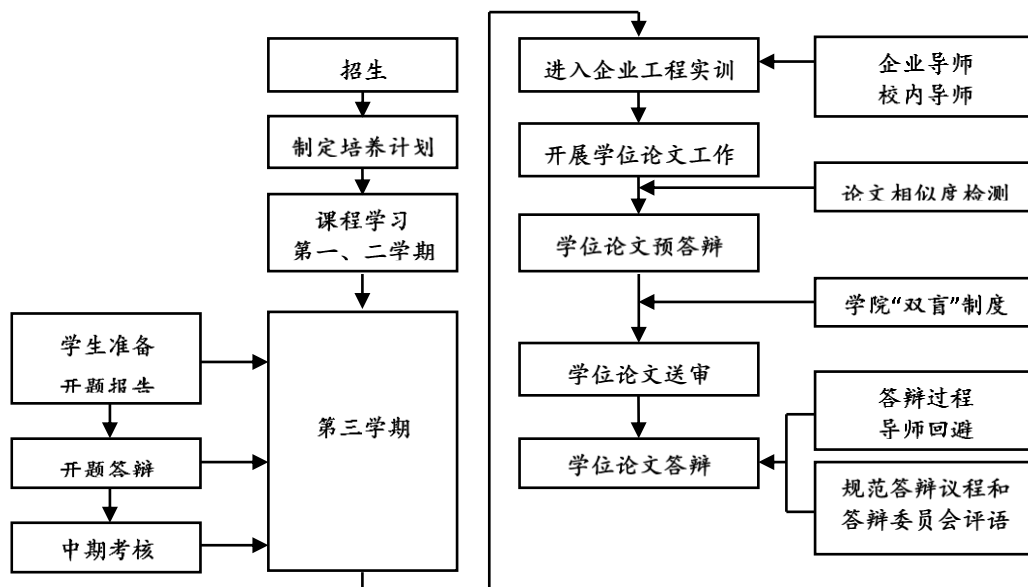 招生
制定培养计划
课程学习
第一、二学期
学生准备
开题报告
开题答辩
中期考核
第三学期
进入企业工程实训
企业导师
校内导师
开展学位论文工作
论文相似度检测
学位论文预答辩
学院“双盲”制度
学位论文送审
答辩过程
导师回避
学位论文答辩
规范答辩议程和
答辩委员会评语